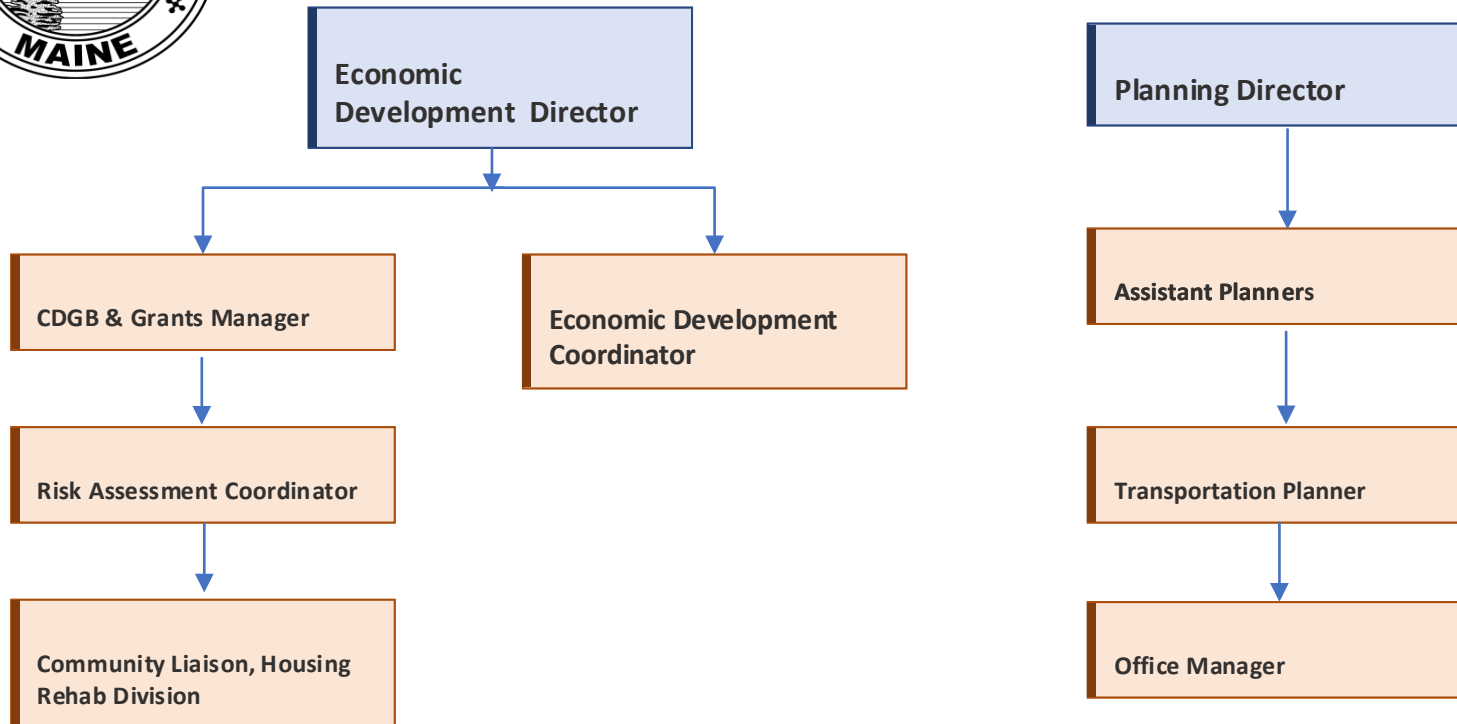 MAINE
Economic
Development Director
Planning Director
CDGB & Grants Manager
Economic Development
Coordinator
Assistant Planners
Risk Assessment Coordinator
Transportation Planner
Community Liaison, Housing
Rehab Division
Office Manager